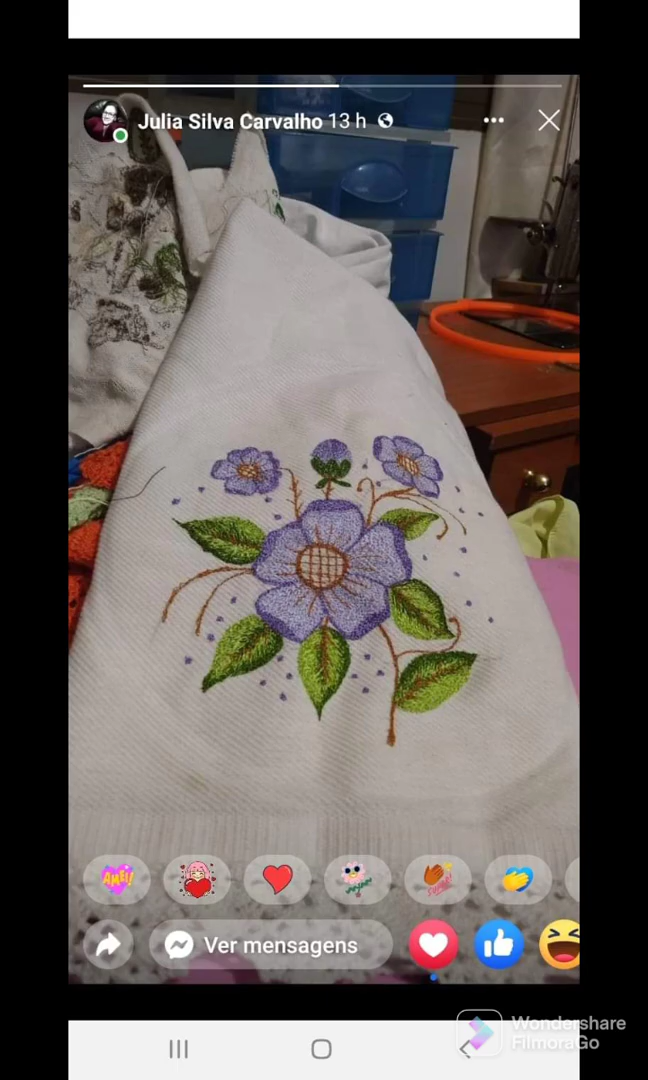 Julia Silva Carvalho 13 h
AMEI!
Ver mensagens
Wondershare
FilmoraGo